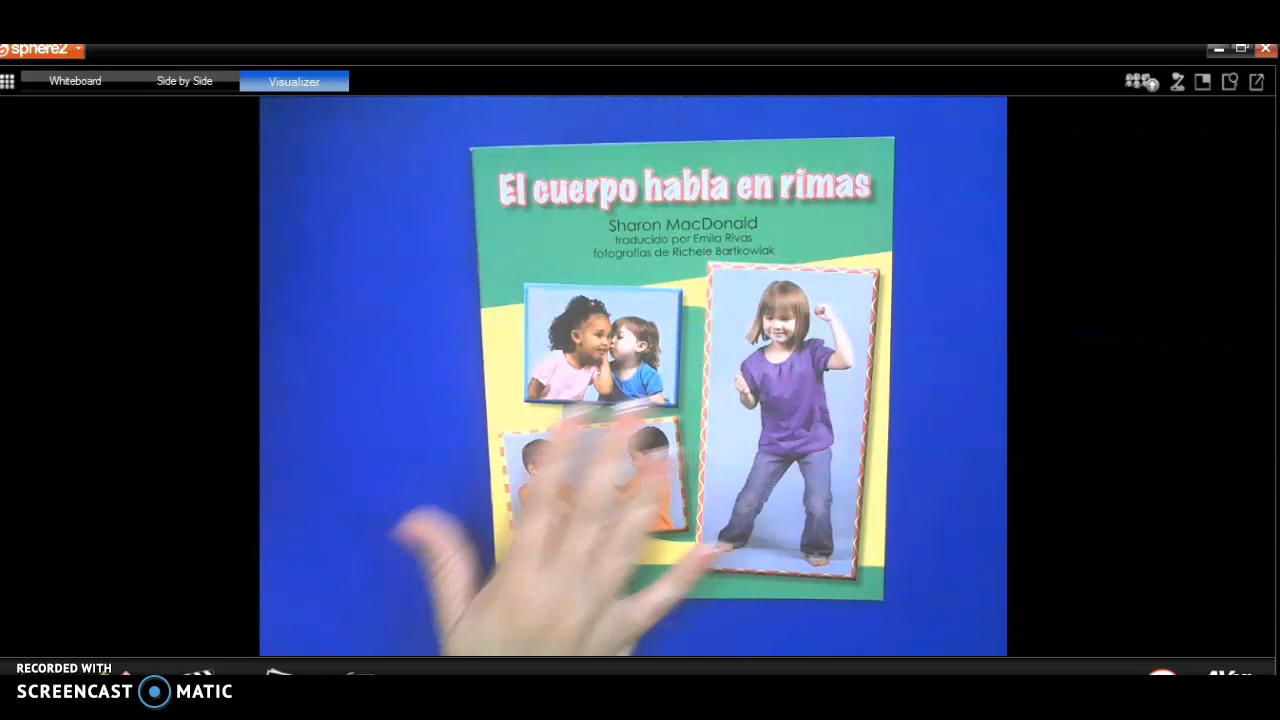 sphere2
Whiteboard
Side by Side
Visualizer
El cuerpo habla en rimas
Sharon MacDonald
traducido por Emila Rivas
fotografías de Richele Bartkowiak
RECORDED WITH
SCREENCAST MATIC